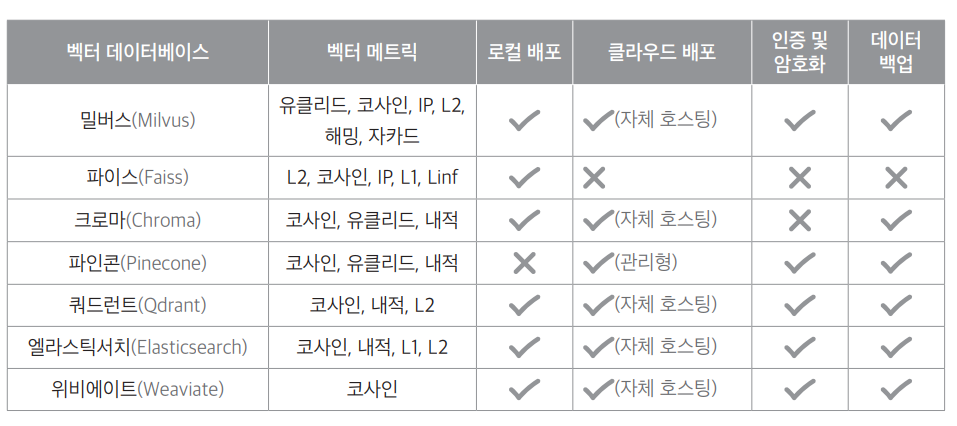 벡터 데이터베이스 벡터 메트릭 로컬 배포 클라우드 배포 인증 및 암호화 데이터 백업
밀버스(Milvus) 유클리드, 코사인, IP, L2, 해밍, 자카드 ✓ ✓(자체 호스팅) ✓ ✓
파이스(Faiss) L2, 코사인, IP, L1, Linf ✓ ✕ ✕ ✕
크로마(Chroma) 코사인, 유클리드, 내적 ✓ ✓(자체 호스팅) ✕ ✓
파인콘(Pinecone) 코사인, 유클리드, 내적 ✕ ✓(관리형) ✓ ✓
쿼드런트(Qdrant) 코사인, 내적, L2 ✓ ✓(자체 호스팅) ✓ ✓
엘라스틱서치(Elasticsearch) 코사인, 내적, L1, L2 ✓ ✓(자체 호스팅) ✓ ✓
위비에이트(Weaviate) 코사인 ✓ ✓(자체 호스팅) ✓ ✓